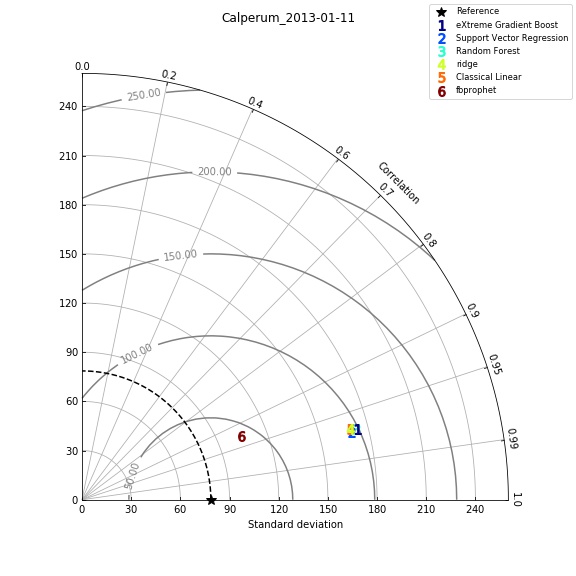 Calperum_2013-01-11
Reference
1 eXtreme Gradient Boost
2 Support Vector Regression
3 Random Forest
4 ridge
5 Classical Linear
6 fbprophet
0.0
0.2
0.4
0.6
Correlation
0.7
0.8
0.9
0.95
0.99
1.0
240
210
180
150
120
90
60
30
0
250.00
200.00
150.00
100.00
50.00
6
4 1
2
0 30 60 90 120 150 180 210 240
Standard deviation